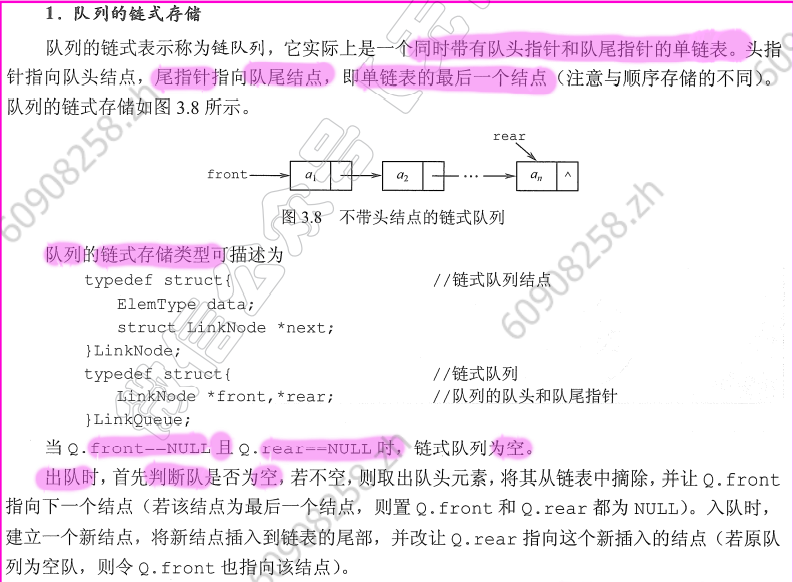 1. 队列的链式存储
队列的链式表示称为链队列，它实际上是一个同时带有队头指针和队尾指针的单链表。头指
针指向队头结点，尾指针指向队尾结点，即单链表的最后一个结点（注意与顺序存储的不同）。
队列的链式存储如图 3.8 所示。
rear
front a1 a2 … an ∧
图 3.8 不带头结点的链式队列
队列的链式存储类型可描述为
typedef struct{ //链式队列结点
ElemType data;
struct LinkNode *next;
}LinkNode;
typedef struct{ //链式队列
LinkNode *front,*rear; //队列的队头和队尾指针
}LinkQueue;
当 Q.front==NULL 且 Q.rear==NULL 时，链式队列为空。
出队时，首先判断队是否为空，若不空，则取出队头元素，将其从链表中摘除，并让 Q.front
指向下一个结点（若该结点为最后一个结点，则置 Q.front 和 Q.rear 都为 NULL）。入队时，
建立一个新结点，将新结点插入到链表的尾部，并改让 Q.rear 指向这个新插入的结点（若原队
列为空队，则令 Q.front 也指向该结点）。
60908258.zh
60908258.zh
60908258.zh
微信公众号